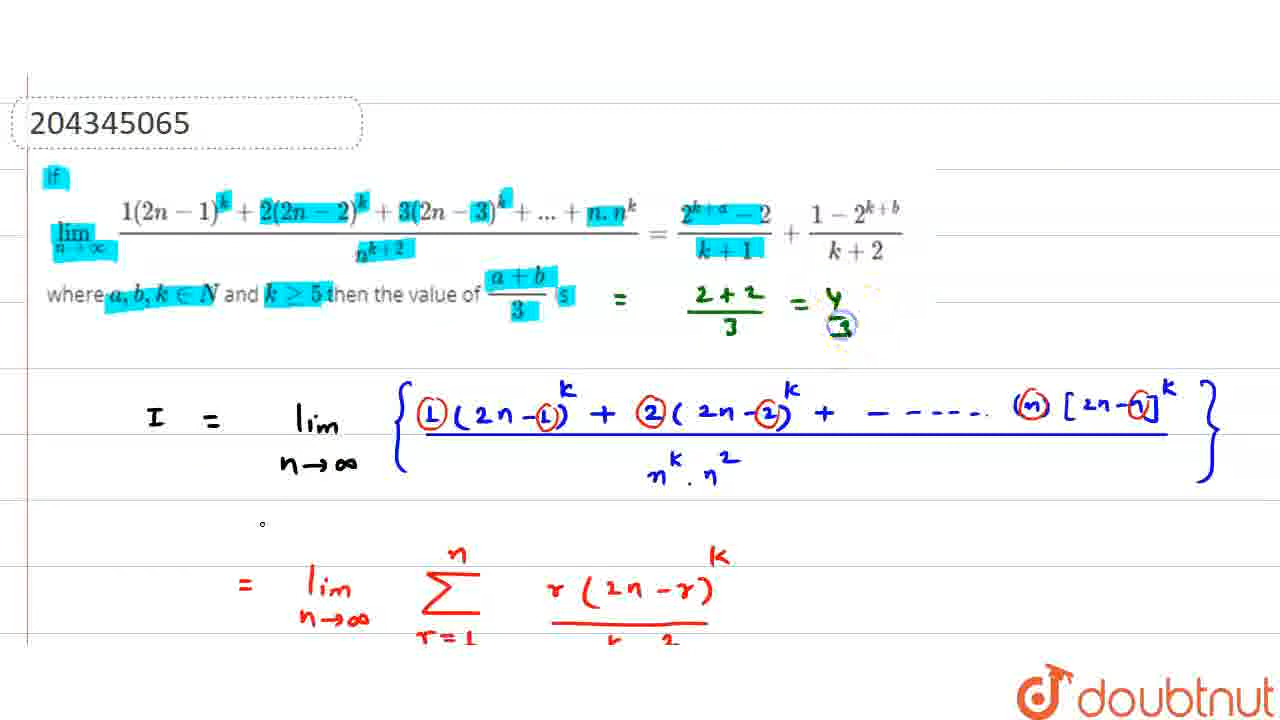 204345065
If
lim n→∞ (1(2n − 1)^k + 2(2n − 2)^k + 3(2n − 3)^k + ... + n. n^k) / n^{k+2} = (2^{k+a} − 2) / (k + 1) + (1 − 2^{k+b}) / (k + 2)
where a, b, k ∈ N and k ≥ 5 then the value of (a + b) / 3 is = (2 + 2) / 3 = 4 / 3
I = lim n→∞ { (1 (2n − 1)^k + 2 (2n − 2)^k + − − − − − − . (n) [2n − n]^k) / (n^k . n^2) }
= lim n→∞ ∑ r=1 n r (2n − r)^k
doubtnut